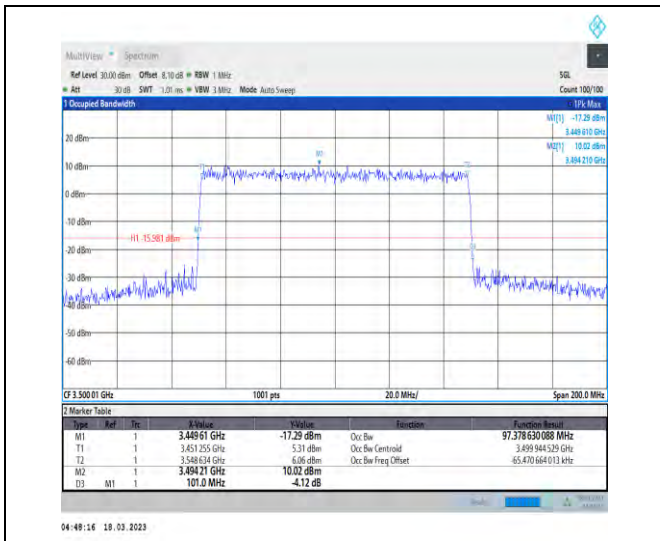 MultiView Spectrum
Ref Level 30.00 dBm Offset 8.10 dB RBW 1 MHz SGL
Att 30 dB SWT 1.01 ms VBW 3 MHz Mode Auto Sweep Count 100/100
1 Occupied Bandwidth 1Pk Max
M1[1] -17.29 dBm
3.449 610 GHz
M2[1] 10.02 dBm
3.494 210 GHz
20 dBm
M2
10 dBm
0 dBm
-10 dBm
M1
H1 -15.981 dBm
-20 dBm
-30 dBm
-40 dBm
-50 dBm
-60 dBm
CF 3.500 01 GHz 1001 pts 20.0 MHz/ Span 200.0 MHz
2 Marker Table
Type Ref Trc X-Value Y-Value Function Function Result
M1 1 3.449 61 GHz -17.29 dBm Occ Bw 97.378 630 088 MHz
T1 1 3.451 255 GHz 5.31 dBm Occ Bw Centroid 3.499 944 529 GHz
T2 1 3.548 634 GHz 6.06 dBm Occ Bw Freq Offset -65.470 664 013 kHz
M2 1 3.494 21 GHz 10.02 dBm
D3 M1 1 101.0 MHz -4.12 dB
04:48:16 18.03.2023